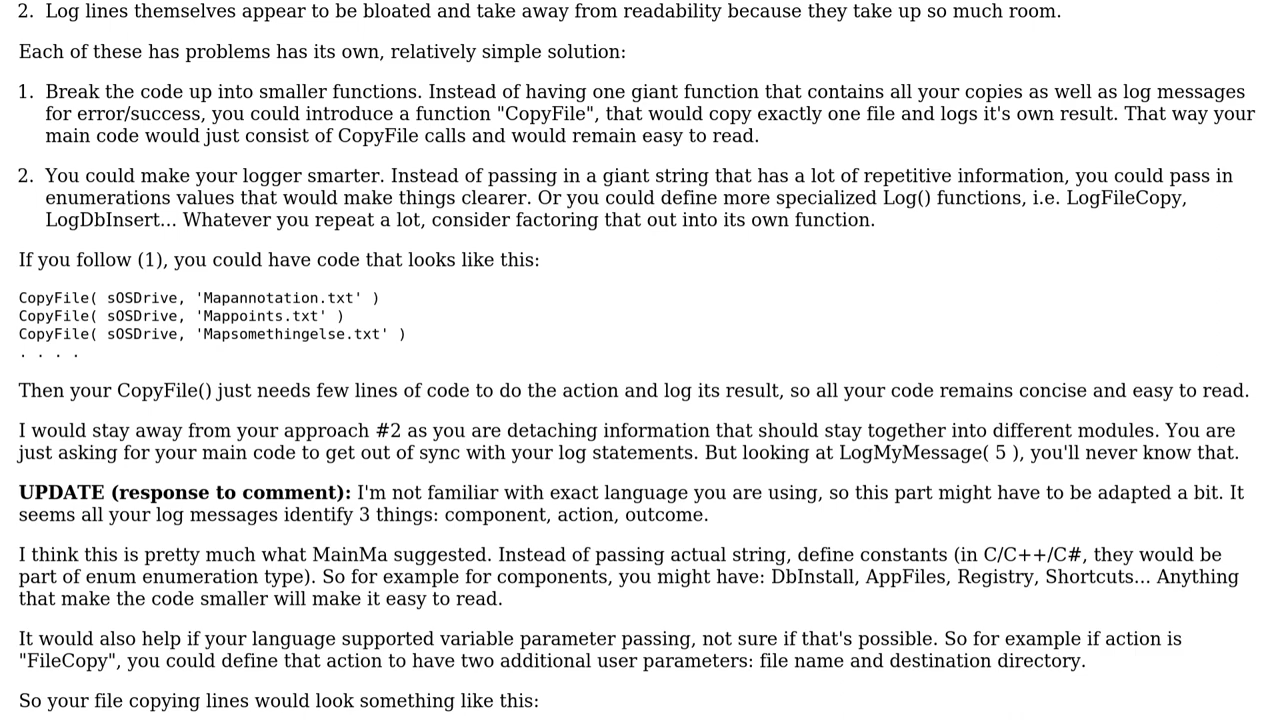 2. Log lines themselves appear to be bloated and take away from readability because they take up so much room.
Each of these has problems has its own, relatively simple solution:
1. Break the code up into smaller functions. Instead of having one giant function that contains all your copies as well as log messages
for error/success, you could introduce a function "CopyFile", that would copy exactly one file and logs it's own result. That way your
main code would just consist of CopyFile calls and would remain easy to read.
2. You could make your logger smarter. Instead of passing in a giant string that has a lot of repetitive information, you could pass in
enumerations values that would make things clearer. Or you could define more specialized Log() functions, i.e. LogFileCopy,
LogDbInsert... Whatever you repeat a lot, consider factoring that out into its own function.
If you follow (1), you could have code that looks like this:
CopyFile( sOSDrive, 'Mapannotation.txt' )
CopyFile( sOSDrive, 'Mappoints.txt' )
CopyFile( sOSDrive, 'Mapsomethingelse.txt' )
. . . .
Then your CopyFile() just needs few lines of code to do the action and log its result, so all your code remains concise and easy to read.
I would stay away from your approach #2 as you are detaching information that should stay together into different modules. You are
just asking for your main code to get out of sync with your log statements. But looking at LogMyMessage( 5 ), you'll never know that.
UPDATE (response to comment): I'm not familiar with exact language you are using, so this part might have to be adapted a bit. It
seems all your log messages identify 3 things: component, action, outcome.
I think this is pretty much what MainMa suggested. Instead of passing actual string, define constants (in C/C++/C#, they would be
part of enum enumeration type). So for example for components, you might have: DbInstall, AppFiles, Registry, Shortcuts... Anything
that make the code smaller will make it easy to read.
It would also help if your language supported variable parameter passing, not sure if that's possible. So for example if action is
"FileCopy", you could define that action to have two additional user parameters: file name and destination directory.
So your file copying lines would look something like this: